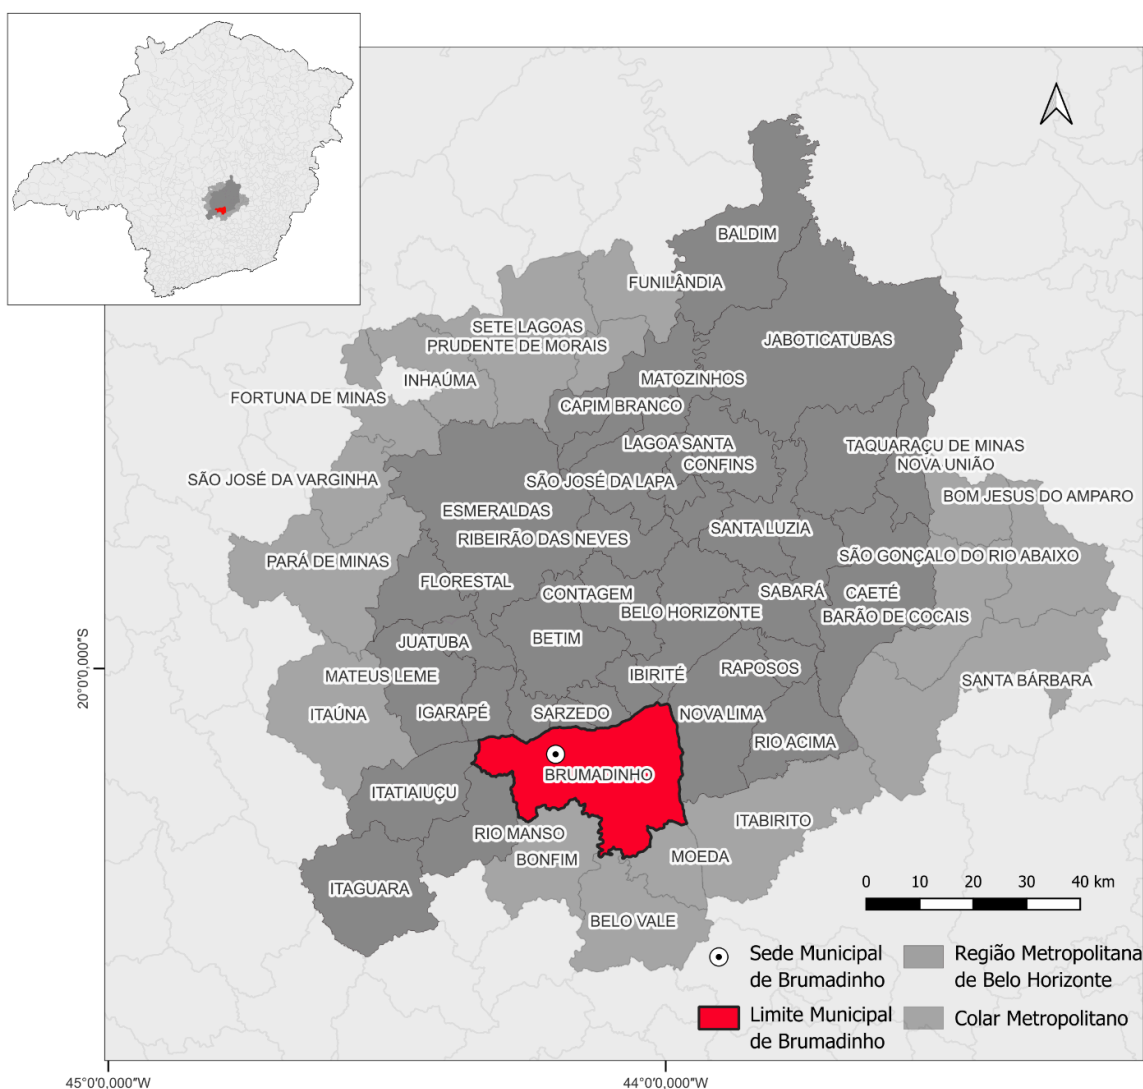 BALDIM
FUNILÂNDIA
SETE LAGOAS
PRUDENTE DE MORAIS
JABOTICATUBAS
INHAÚMA
MATOZINHOS
FORTUNA DE MINAS
CAPIM BRANCO
LAGOA SANTA
TAQUARAÇU DE MINAS
CONFINS
NOVA UNIÃO
SÃO JOSÉ DA VARGINHA
SÃO JOSÉ DA LAPA
BOM JESUS DO AMPARO
ESMERALDAS
SANTA LUZIA
RIBEIRÃO DAS NEVES
SÃO GONÇALO DO RIO ABAIXO
PARÁ DE MINAS
FLORESTAL
CONTAGEM
SABARÁ
CAETÉ
BELO HORIZONTE
BARÃO DE COCAIS
BETIM
JUATUBA
MATEUS LEME
IBIRITÉ
RAPOSOS
SANTA BÁRBARA
ITAÚNA
IGARAPÉ
SARZEDO
NOVA LIMA
RIO ACIMA
BRUMADINHO
ITATIAIUÇU
ITABIRITO
RIO MANSO
BONFIM
MOEDA
ITAGUARA
BELO VALE
20°0'0,000"S
0 10 20 30 40 km
Sede Municipal
de Brumadinho
Região Metropolitana
de Belo Horizonte
Limite Municipal
de Brumadinho
Colar Metropolitano
45°0'0,000"W
44°0'0,000"W